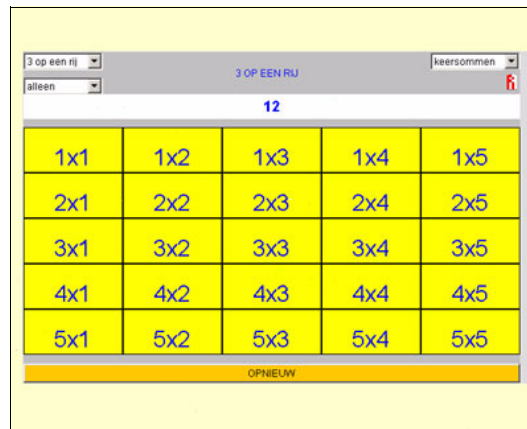 3 op een rij
keersommen
3 OP EEN RIJ
alleen
12
1x1 1x2 1x3 1x4 1x5
2x1 2x2 2x3 2x4 2x5
3x1 3x2 3x3 3x4 3x5
4x1 4x2 4x3 4x4 4x5
5x1 5x2 5x3 5x4 5x5
OPNIEUW